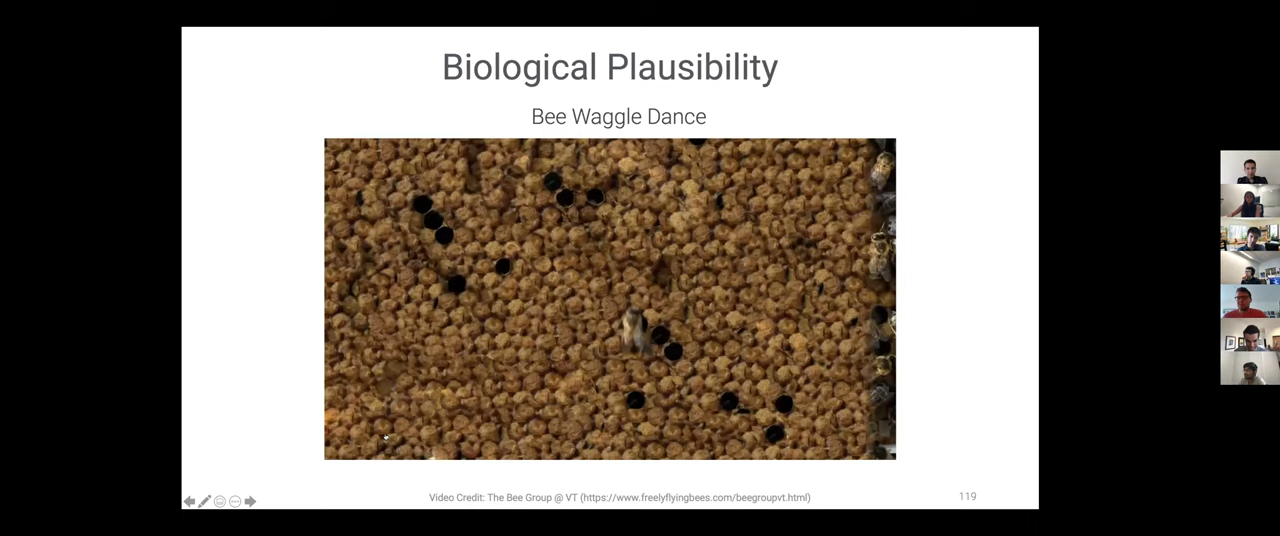 Biological Plausibility
Bee Waggle Dance
Video Credit: The Bee Group @ VT (https://www.freelyflyingbees.com/beegroupvt.html)
119